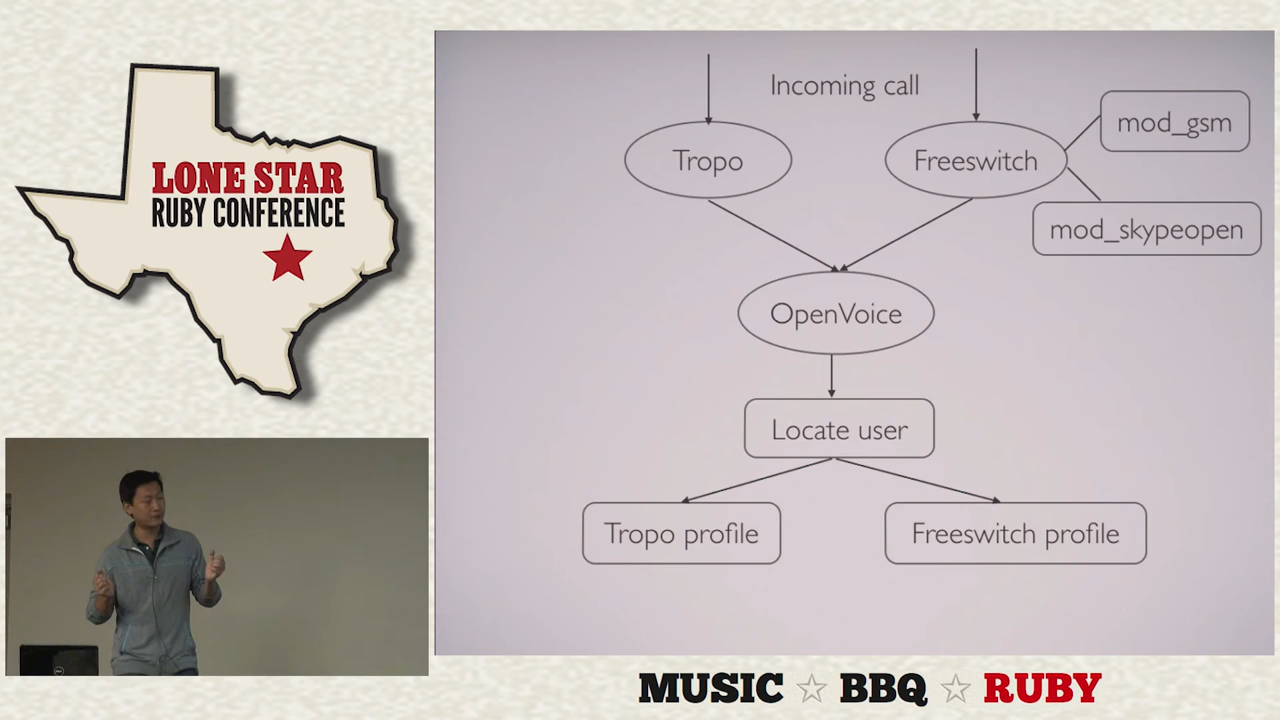 LONE STAR
RUBY CONFERENCE
Incoming call
Tropo
Freeswitch
mod_gsm
mod_skypeopen
OpenVoice
Locate user
Tropo profile
Freeswitch profile
MUSIC ☆ BBQ ☆ RUBY